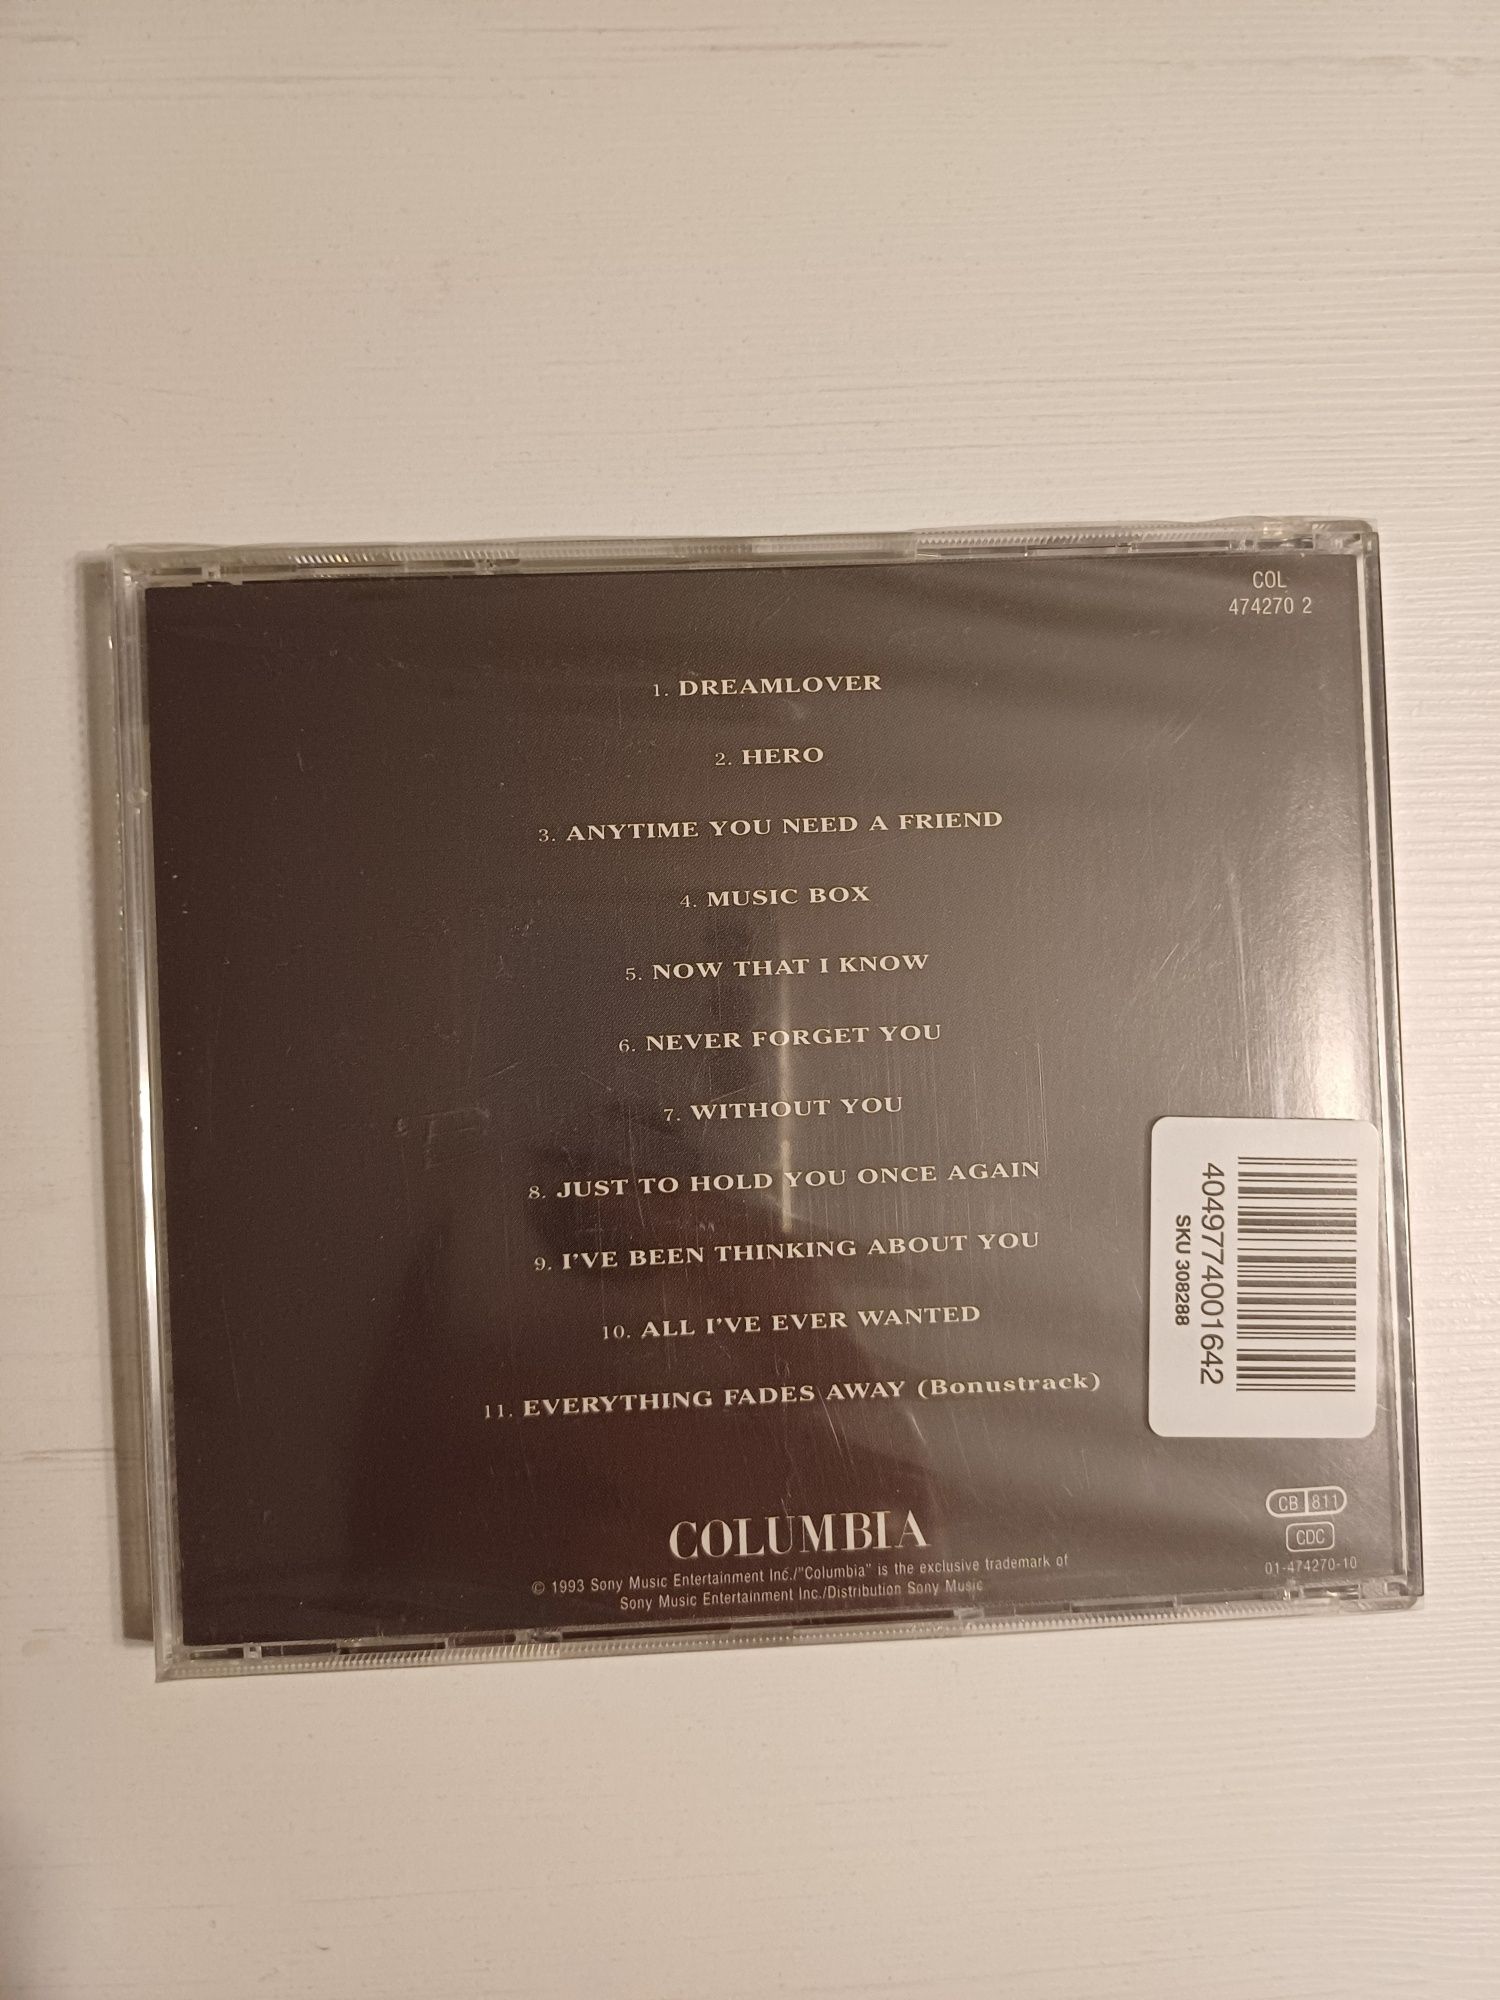 COL
474270 2
1. DREAMLOVER
2. HERO
3. ANYTIME YOU NEED A FRIEND
4. MUSIC BOX
5. NOW THAT I KNOW
6. NEVER FORGET YOU
7. WITHOUT YOU
8. JUST TO HOLD YOU ONCE AGAIN
9. I'VE BEEN THINKING ABOUT YOU
10. ALL I'VE EVER WANTED
11. EVERYTHING FADES AWAY (Bonustrack)
4049774001642
SKU 308288
COLUMBIA
© 1993 Sony Music Entertainment Inc./"Columbia" is the exclusive trademark of
Sony Music Entertainment Inc./Distribution Sony Music
CB 811
CDC
01-474270-10